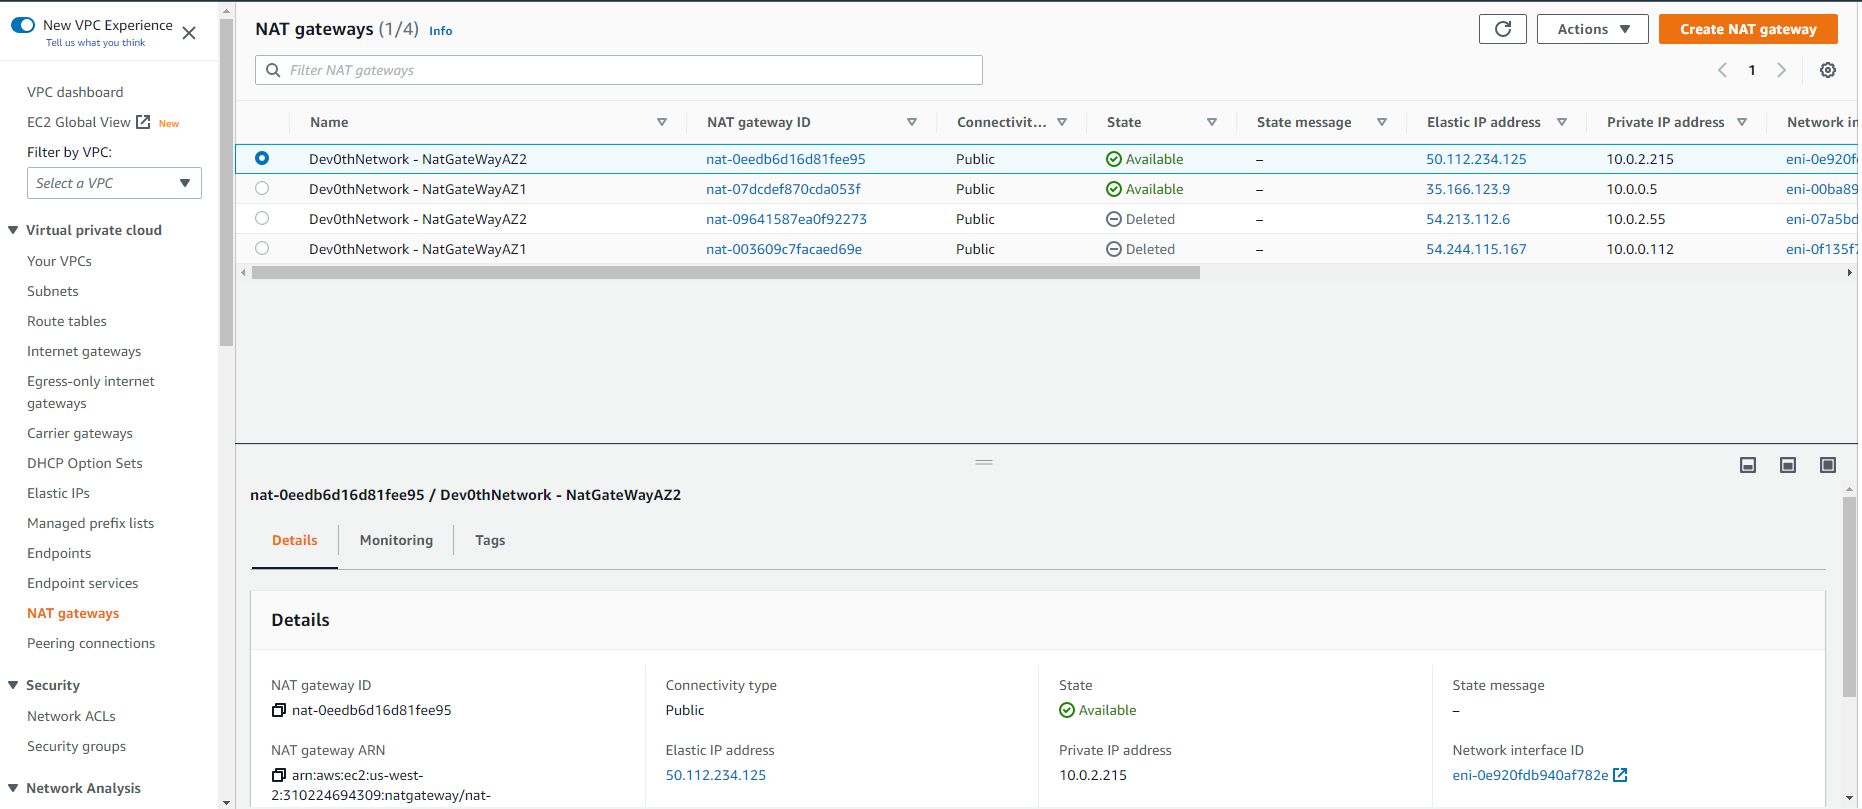 New VPC Experience
Tell us what you think
VPC dashboard
EC2 Global View New
Filter by VPC:
Select a VPC
Virtual private cloud
Your VPCs
Subnets
Route tables
Internet gateways
Egress-only internet
gateways
Carrier gateways
DHCP Option Sets
Elastic IPs
Managed prefix lists
Endpoints
Endpoint services
NAT gateways
Peering connections
Security
Network ACLs
Security groups
Network Analysis
NAT gateways (1/4) Info
Actions
Create NAT gateway
Filter NAT gateways
1
Name NAT gateway ID Connectivit... State State message Elastic IP address Private IP address Network in
Dev0thNetwork - NatGateWayAZ2 nat-0eedb6d16d81fee95 Public Available – 50.112.234.125 10.0.2.215 eni-0e920f
Dev0thNetwork - NatGateWayAZ1 nat-07dcdef870cda053f Public Available – 35.166.123.9 10.0.0.5 eni-00ba89
Dev0thNetwork - NatGateWayAZ2 nat-09641587ea0f92273 Public Deleted – 54.213.112.6 10.0.2.55 eni-07a5bd
Dev0thNetwork - NatGateWayAZ1 nat-003609c7facaed69e Public Deleted – 54.244.115.167 10.0.0.112 eni-0f135f7
nat-0eedb6d16d81fee95 / Dev0thNetwork - NatGateWayAZ2
Details Monitoring Tags
Details
NAT gateway ID Connectivity type State State message
nat-0eedb6d16d81fee95 Public Available –
NAT gateway ARN Elastic IP address Private IP address Network interface ID
arn:aws:ec2:us-west- 50.112.234.125 10.0.2.215 eni-0e920fdb940af782e
2:310224694309:natgateway/nat-